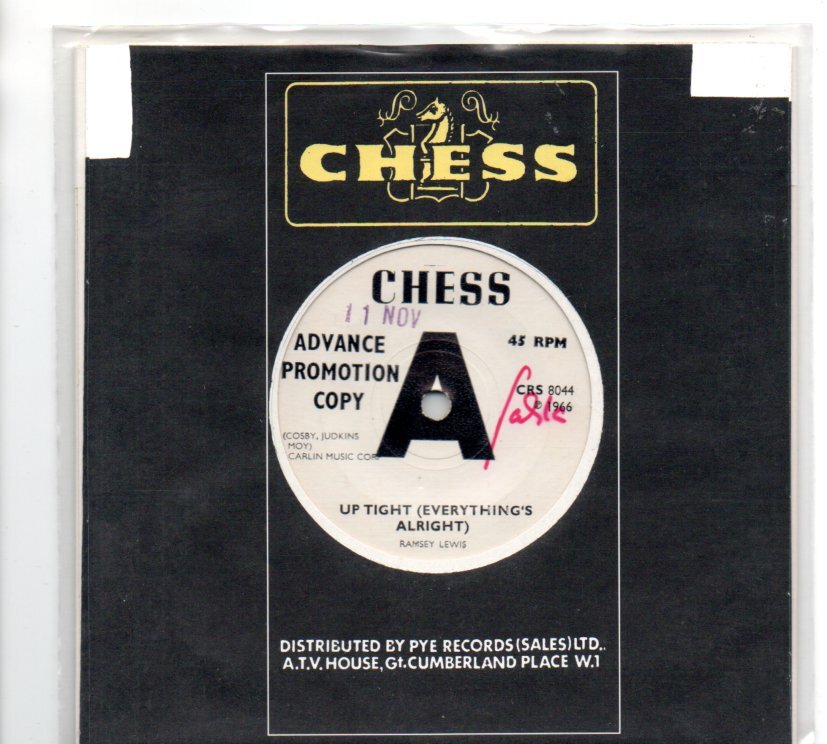 CHESS
CHESS
11 NOV
ADVANCE
PROMOTION
COPY
A
45 RPM
CRS 8044
℗ 1966
(COSBY, JUDKINS
MOY)
CARLIN MUSIC COR
UP TIGHT (EVERYTHING'S
ALRIGHT)
RAMSEY LEWIS
DISTRIBUTED BY PYE RECORDS (SALES) LTD.,
A.T.V. HOUSE, Gt. CUMBERLAND PLACE W.1